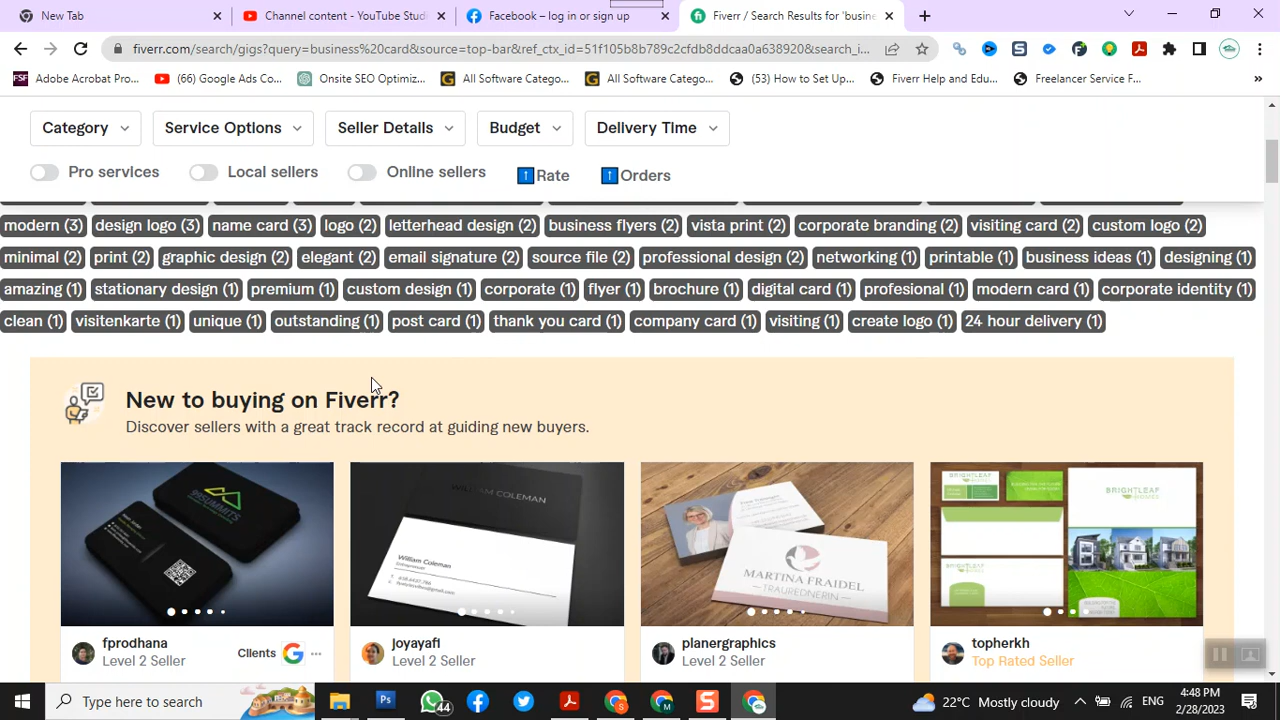 New Tab
Channel content - YouTube Studi
Facebook – log in or sign up
Fiverr / Search Results for 'busine
fiverr.com/search/gigs?query=business%20card&source=top-bar&ref_ctx_id=51f105b8b789c2cfdb8ddcaa0a638920&search_i...
Adobe Acrobat Pro...
(66) Google Ads Co...
Onsite SEO Optimiz...
All Software Catego...
All Software Catego...
(53) How to Set Up...
Fiverr Help and Edu...
Freelancer Service F...
Category
Service Options
Seller Details
Budget
Delivery Time
Pro services
Local sellers
Online sellers
Rate
Orders
modern (3) design logo (3) name card (3) logo (2) letterhead design (2) business flyers (2) vista print (2) corporate branding (2) visiting card (2) custom logo (2)
minimal (2) print (2) graphic design (2) elegant (2) email signature (2) source file (2) professional design (2) networking (1) printable (1) business ideas (1) designing (1)
amazing (1) stationary design (1) premium (1) custom design (1) corporate (1) flyer (1) brochure (1) digital card (1) profesional (1) modern card (1) corporate identity (1)
clean (1) visitenkarte (1) unique (1) outstanding (1) post card (1) thank you card (1) company card (1) visiting (1) create logo (1) 24 hour delivery (1)
New to buying on Fiverr?
Discover sellers with a great track record at guiding new buyers.
99SUMMITS
WILLIAM COLEMAN
William Coleman
MARTINA FRAIDEL
TRAUREDNERIN
BRIGHTLEAF
HOMES
BRIGHTLEAF
HOMES
fprodhana
Level 2 Seller
Clients
joyayafi
Level 2 Seller
planergraphics
Level 2 Seller
topherkh
Top Rated Seller
Type here to search
44
22°C Mostly cloudy
ENG
4:48 PM
2/28/2023